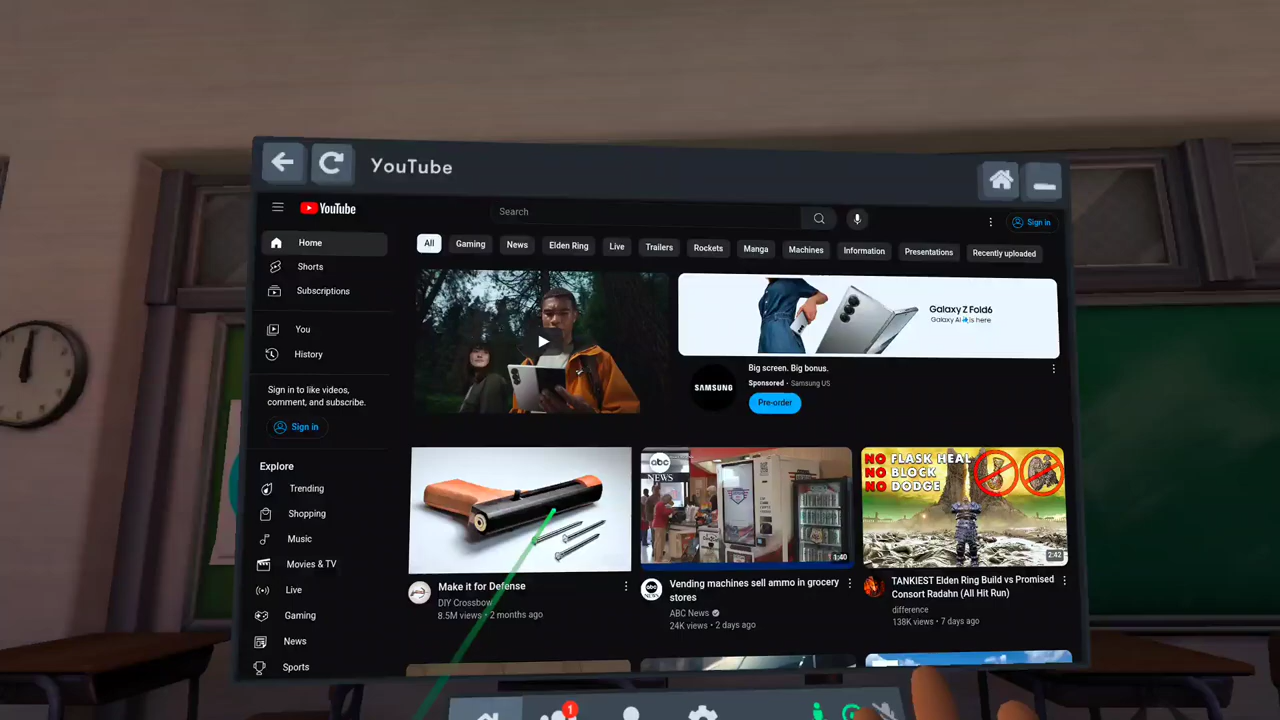 YouTube
YouTube
Search
Sign in
Home
Shorts
Subscriptions
You
History
Sign in to like videos,
comment, and subscribe.
Sign in
Explore
Trending
Shopping
Music
Movies & TV
Live
Gaming
News
Sports
All
Gaming
News
Elden Ring
Live
Trailers
Rockets
Manga
Machines
Information
Presentations
Recently uploaded
Galaxy Z Fold6
Galaxy AI is here
SAMSUNG
Big screen. Big bonus.
Sponsored • Samsung US
Pre-order
Make it for Defense
DIY Crossbow
8.5M views • 2 months ago
abc
NEWS
1:40
abc NEWS
Vending machines sell ammo in grocery
stores
ABC News
24K views • 2 days ago
NO FLASK HEAL
NO BLOCK
NO DODGE
2:42
TANKIEST Elden Ring Build vs Promised
Consort Radahn (All Hit Run)
difference
138K views • 7 days ago
1